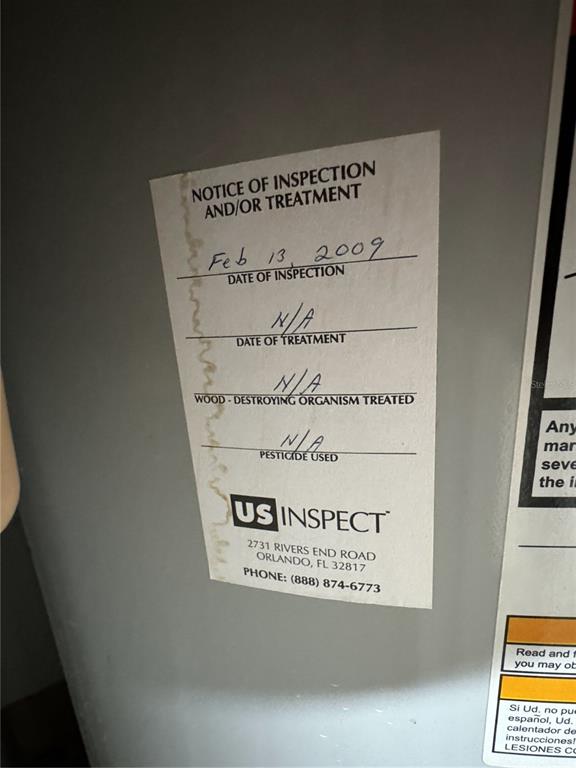 NOTICE OF INSPECTION
AND/OR TREATMENT
Feb 13, 2009
DATE OF INSPECTION
N/A
DATE OF TREATMENT
N/A
WOOD - DESTROYING ORGANISM TREATED
N/A
PESTICIDE USED
US INSPECT™
2731 RIVERS END ROAD
ORLANDO, FL 32817
PHONE: (888) 874-6773
Any
mar
seve
the i
Read and f
you may ob
Si Ud. no pue
español, Ud.
calentador de
instrucciones!
LESIONES CO